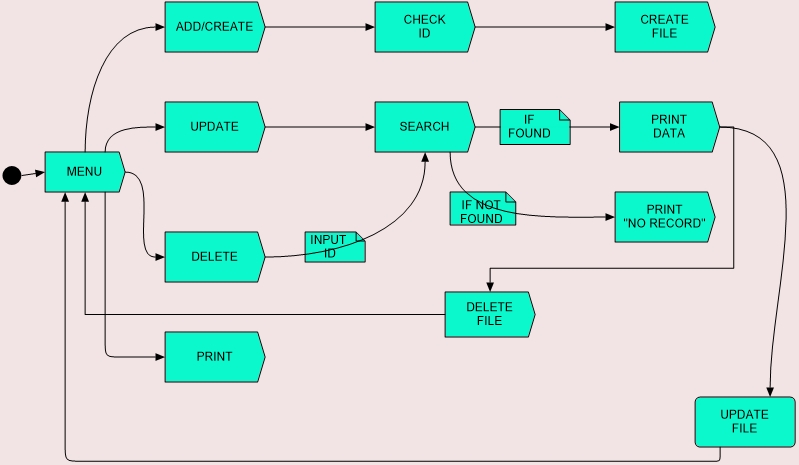 ADD/CREATE
CHECK
ID
CREATE
FILE
UPDATE
SEARCH
IF
FOUND
PRINT
DATA
MENU
IF NOT
FOUND
PRINT
"NO RECORD"
DELETE
INPUT
ID
DELETE
FILE
PRINT
UPDATE
FILE